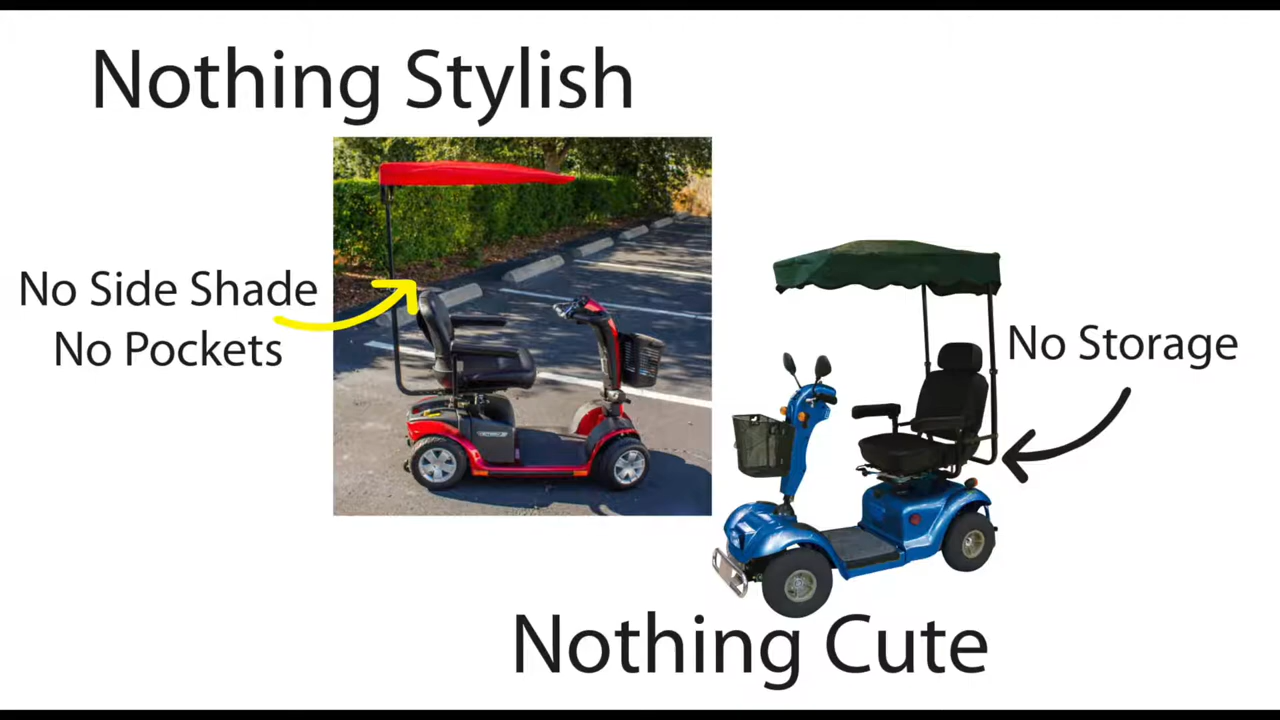 Nothing Stylish
No Side Shade
No Pockets
No Storage
Nothing Cute